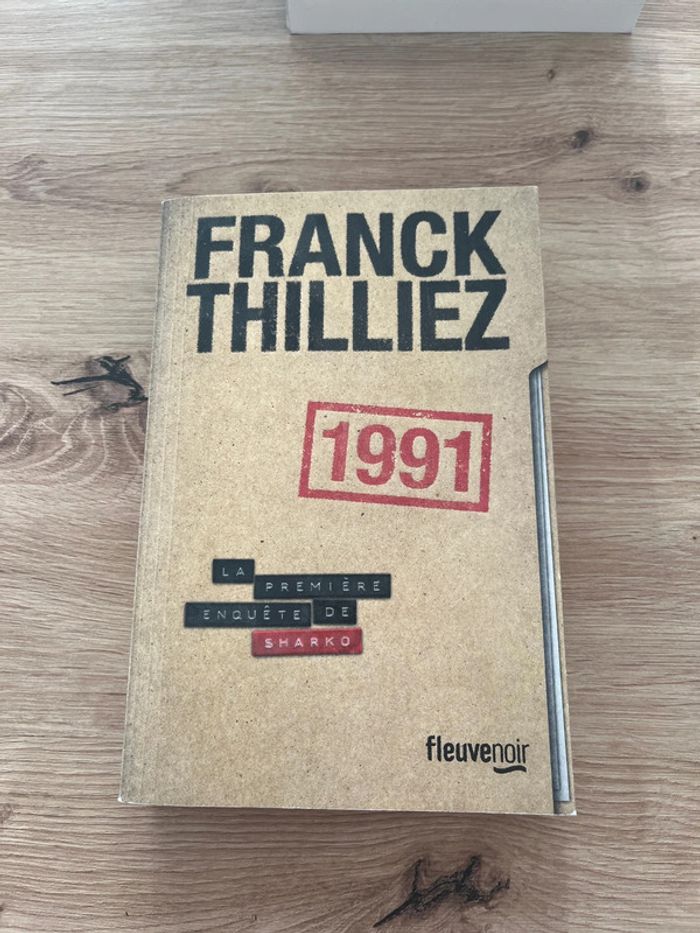 FRANCK
THILLIEZ
1991
LA
PREMIÈRE
ENQUÊTE DE
SHARKO
fleuvenoir